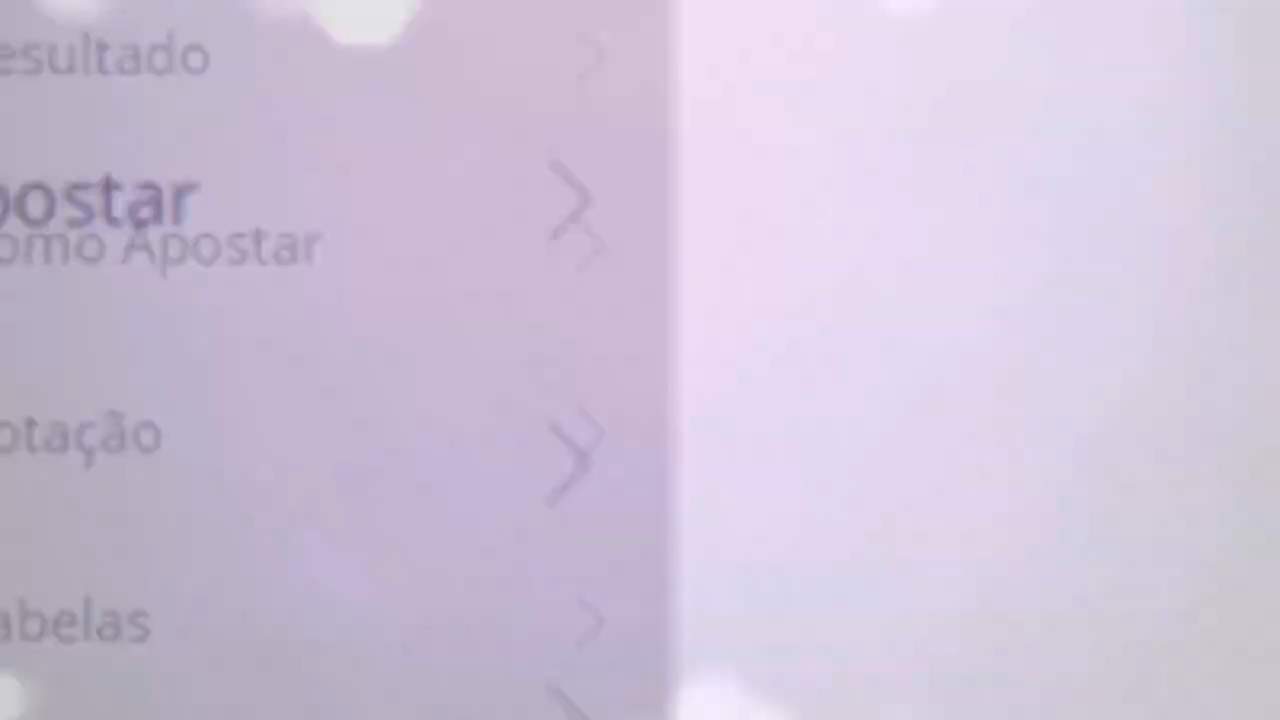 esultado
postar
omo Apostar
otação
abelas